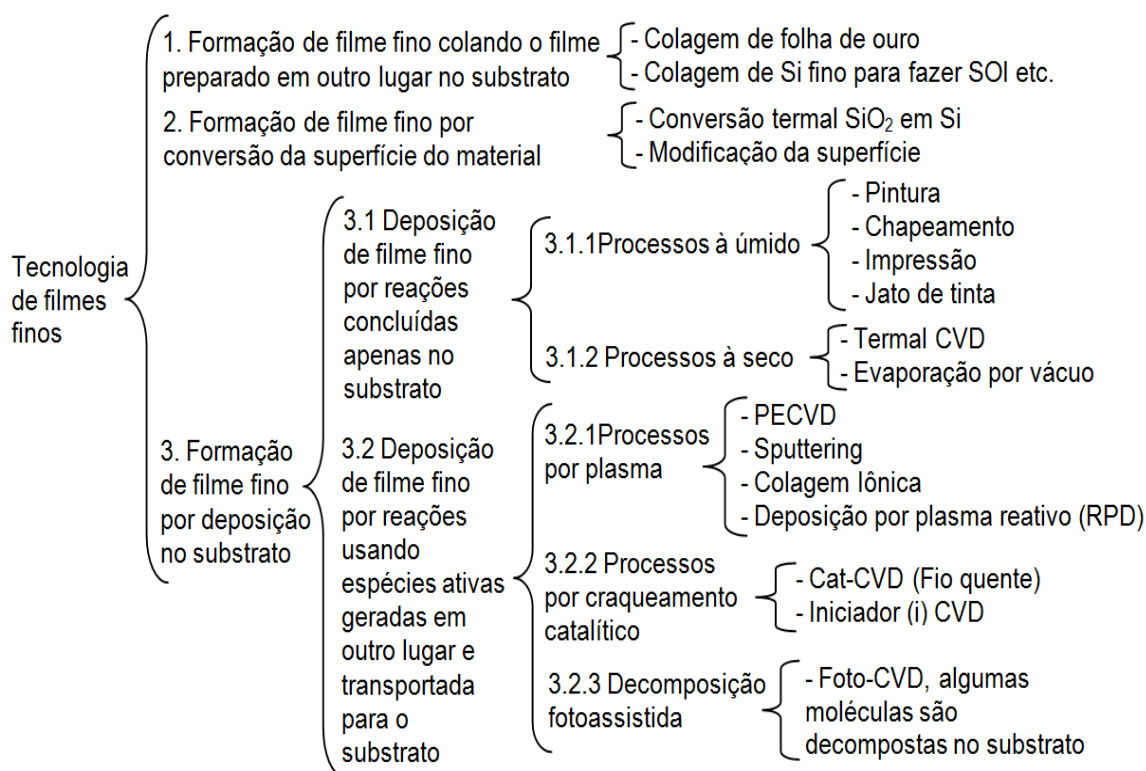 Tecnologia
de filmes
finos
1. Formação de filme fino colando o filme
preparado em outro lugar no substrato
- Colagem de folha de ouro
- Colagem de Si fino para fazer SOI etc.
2. Formação de filme fino por
conversão da superfície do material
- Conversão termal SiO₂ em Si
- Modificação da superfície
3. Formação
de filme fino
por deposição
no substrato
3.1 Deposição
de filme fino
por reações
concluídas
apenas no
substrato
3.1.1Processos à úmido
- Pintura
- Chapeamento
- Impressão
- Jato de tinta
3.1.2 Processos à seco
- Termal CVD
- Evaporação por vácuo
3.2 Deposição
de filme fino
por reações
usando
espécies ativas
geradas em
outro lugar e
transportada
para o
substrato
3.2.1Processos
por plasma
- PECVD
- Sputtering
- Colagem Iônica
- Deposição por plasma reativo (RPD)
3.2.2 Processos
por craqueamento
catalítico
- Cat-CVD (Fio quente)
- Iniciador (i) CVD
3.2.3 Decomposição
fotoassistida
- Foto-CVD, algumas
moléculas são
decompostas no substrato